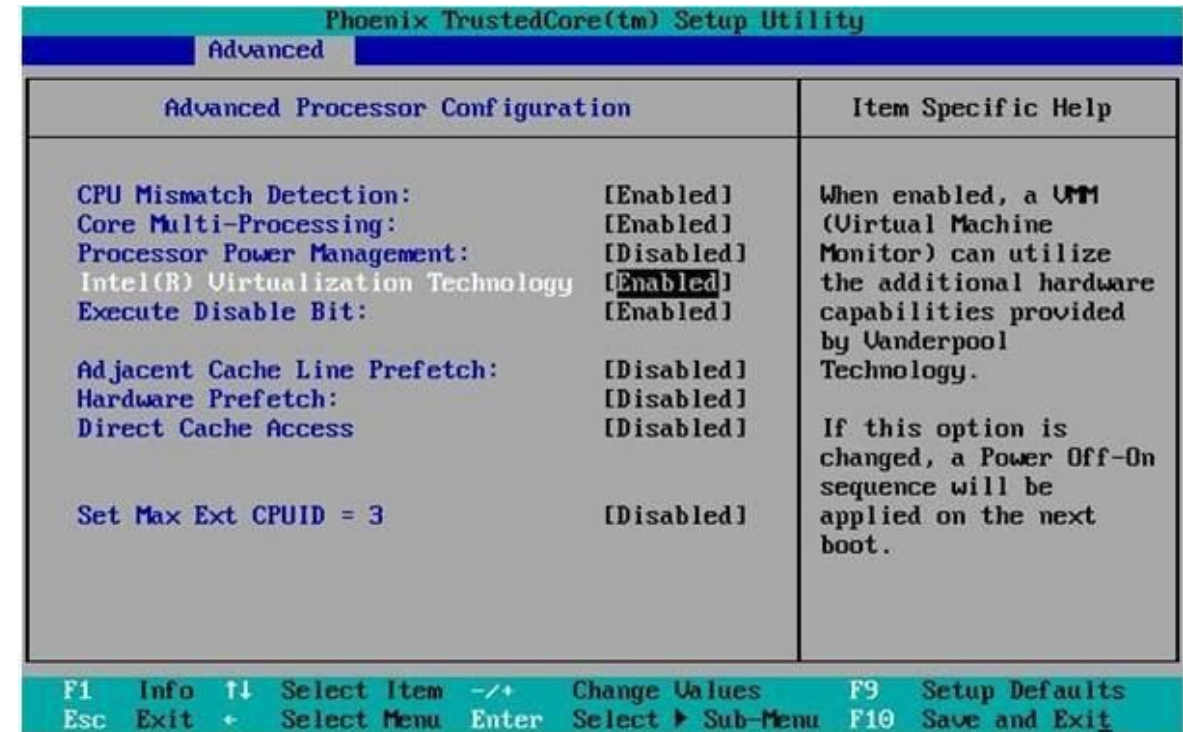 Phoenix TrustedCore(tm) Setup Utility
Advanced
Advanced Processor Configuration
Item Specific Help
CPU Mismatch Detection: [Enabled]
Core Multi-Processing: [Enabled]
Processor Power Management: [Disabled]
Intel(R) Virtualization Technology [Enabled]
Execute Disable Bit: [Enabled]
Adjacent Cache Line Prefetch: [Disabled]
Hardware Prefetch: [Disabled]
Direct Cache Access [Disabled]
Set Max Ext CPUID = 3 [Disabled]
When enabled, a VMM
(Virtual Machine
Monitor) can utilize
the additional hardware
capabilities provided
by Vanderpool
Technology.
If this option is
changed, a Power Off-On
sequence will be
applied on the next
boot.
F1 Info ↑↓ Select Item -/+ Change Values F9 Setup Defaults
Esc Exit ← Select Menu Enter Select ▶ Sub-Menu F10 Save and Exit